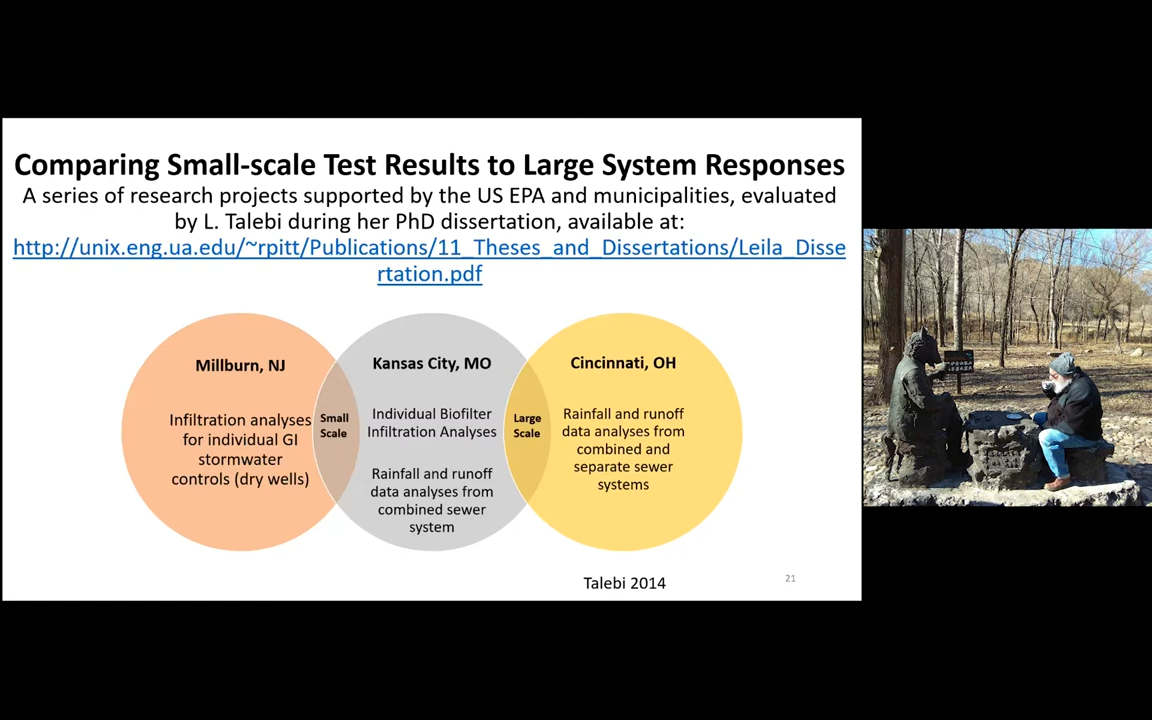 Comparing Small-scale Test Results to Large System Responses
A series of research projects supported by the US EPA and municipalities, evaluated
by L. Talebi during her PhD dissertation, available at:
http://unix.eng.ua.edu/~rpitt/Publications/11_Theses_and_Dissertations/Leila_Disse
rtation.pdf
Millburn, NJ
Infiltration analyses
for individual GI
stormwater
controls (dry wells)
Small
Scale
Kansas City, MO
Individual Biofilter
Infiltration Analyses
Rainfall and runoff
data analyses from
combined sewer
system
Large
Scale
Cincinnati, OH
Rainfall and runoff
data analyses from
combined and
separate sewer
systems
Talebi 2014
21